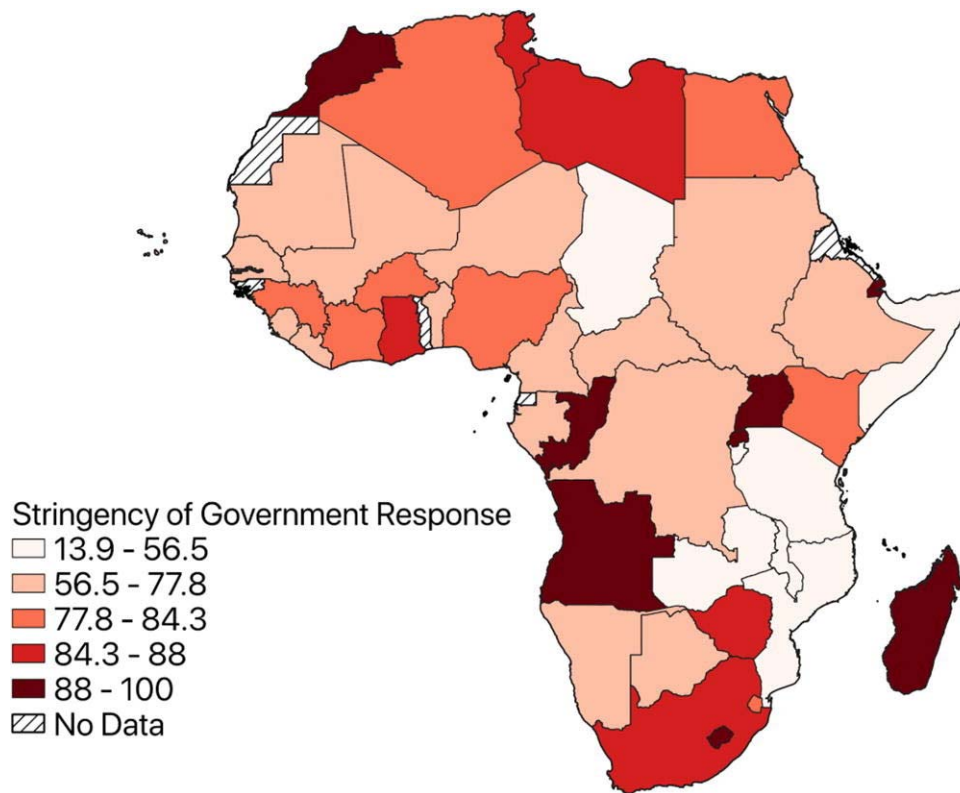 Stringency of Government Response
13.9 - 56.5
56.5 - 77.8
77.8 - 84.3
84.3 - 88
88 - 100
No Data